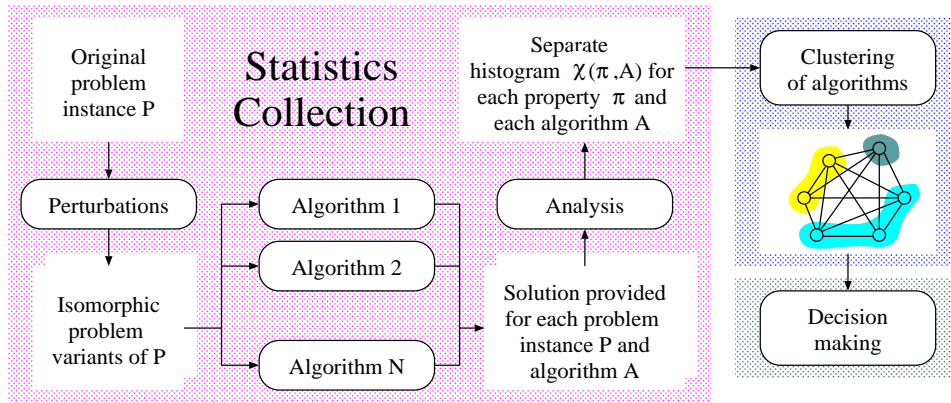 Original
problem
instance P
Statistics
Collection
Perturbations
Isomorphic
problem
variants of P
Algorithm 1
Algorithm 2
Algorithm N
Solution provided
for each problem
instance P and
algorithm A
Analysis
Separate
histogram χ(π,A) for
each property π and
each algorithm A
Clustering
of algorithms
Decision
making